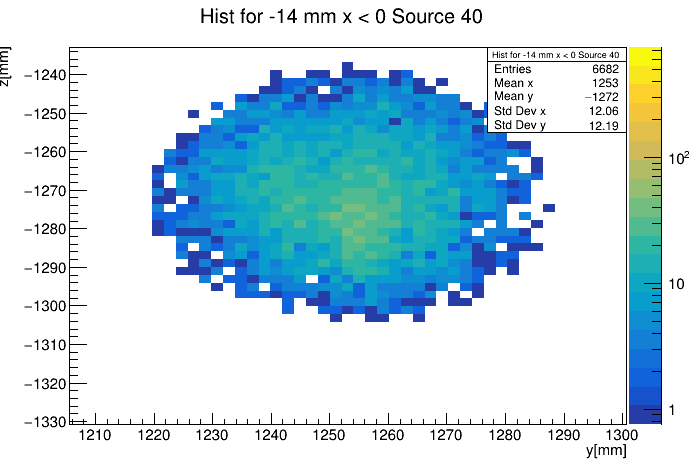 Hist for -14 mm x < 0 Source 40
z[mm]
Hist for -14 mm x < 0 Source 40
Entries 6682
Mean x 1253
Mean y −1272
Std Dev x 12.06
Std Dev y 12.19
−1240
−1250
−1260
−1270
−1280
−1290
−1300
−1310
−1320
−1330
10²
10
1
1210 1220 1230 1240 1250 1260 1270 1280 1290 1300
y[mm]